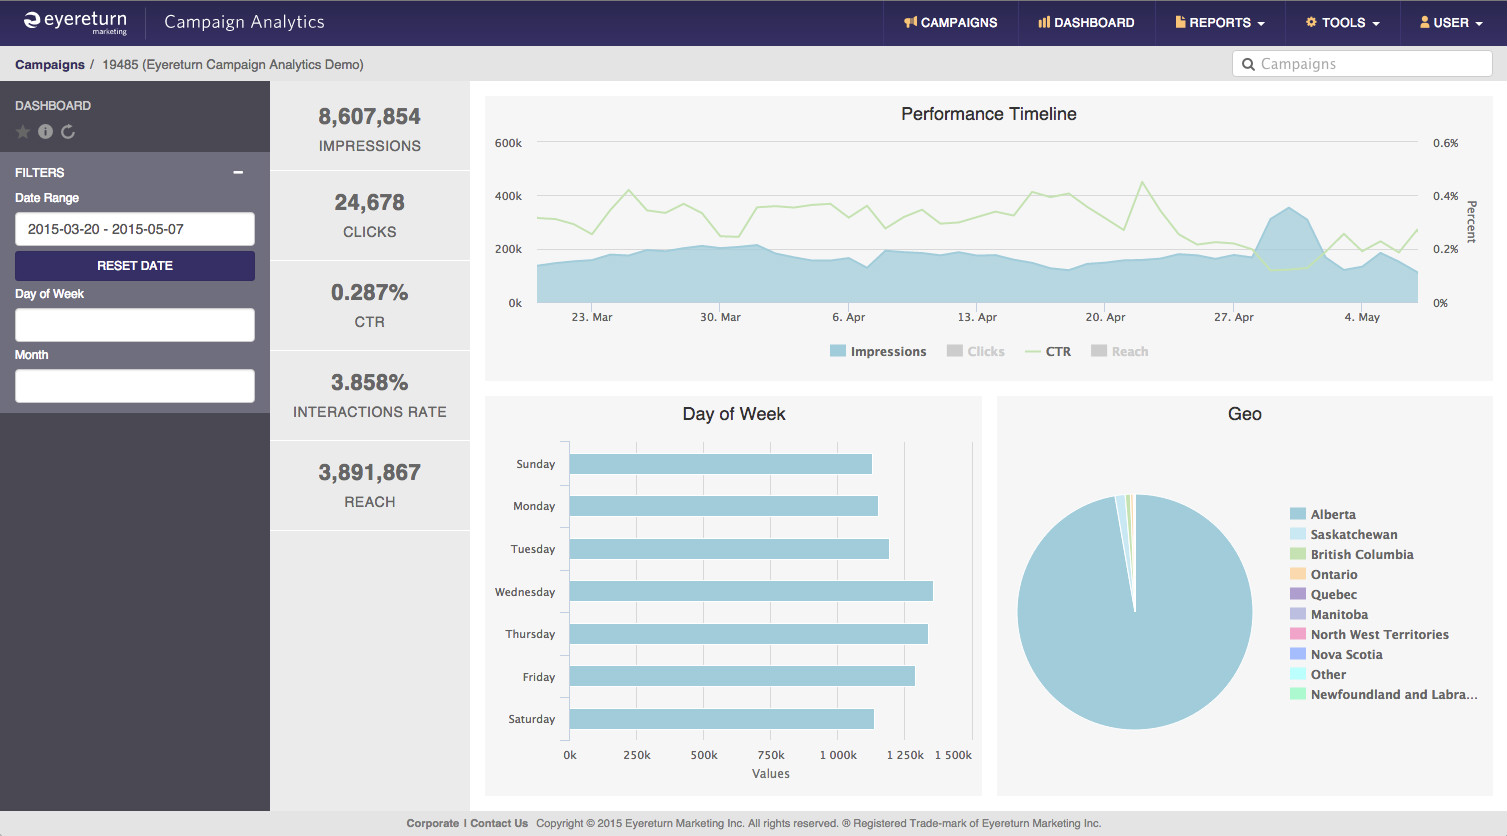 eyereturn
marketing
Campaign Analytics
CAMPAIGNS
DASHBOARD
REPORTS
TOOLS
USER
Campaigns / 19485 (Eyereturn Campaign Analytics Demo)
Campaigns
DASHBOARD
FILTERS
Date Range
2015-03-20 - 2015-05-07
RESET DATE
Day of Week
Month
8,607,854
IMPRESSIONS
24,678
CLICKS
0.287%
CTR
3.858%
INTERACTIONS RATE
3,891,867
REACH
Performance Timeline
600k
400k
200k
0k
0.6%
0.4%
0.2%
0%
Percent
23. Mar
30. Mar
6. Apr
13. Apr
20. Apr
27. Apr
4. May
Impressions
Clicks
CTR
Reach
Day of Week
Sunday
Monday
Tuesday
Wednesday
Thursday
Friday
Saturday
0k
250k
500k
750k
1 000k
1 250k
1 500k
Values
Geo
Alberta
Saskatchewan
British Columbia
Ontario
Quebec
Manitoba
North West Territories
Nova Scotia
Other
Newfoundland and Labra...
Corporate | Contact Us Copyright © 2015 Eyereturn Marketing Inc. All rights reserved. ® Registered Trade-mark of Eyereturn Marketing Inc.